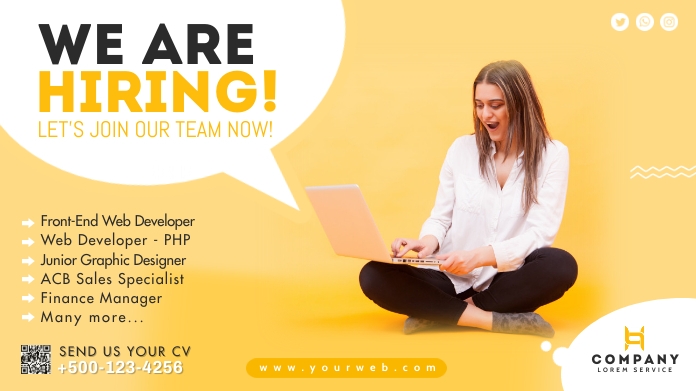 WE ARE
HIRING!
LET'S JOIN OUR TEAM NOW!
Front-End Web Developer
Web Developer - PHP
Junior Graphic Designer
ACB Sales Specialist
Finance Manager
Many more...
SEND US YOUR CV
+500-123-4256
www.yourweb.com
COMPANY
LOREM SERVICE